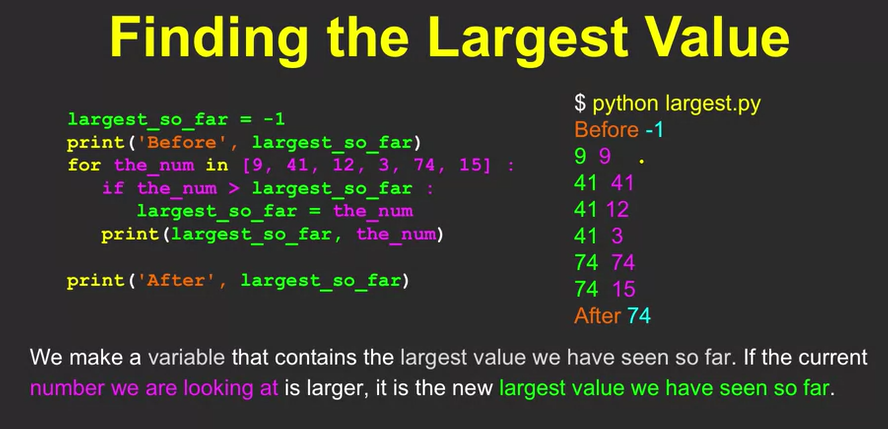 Finding the Largest Value
largest_so_far = -1
print('Before', largest_so_far)
for the_num in [9, 41, 12, 3, 74, 15] :
   if the_num > largest_so_far :
      largest_so_far = the_num
   print(largest_so_far, the_num)
print('After', largest_so_far)
$ python largest.py
Before -1
9 9 .
41 41
41 12
41 3
74 74
74 15
After 74
We make a variable that contains the largest value we have seen so far. If the current
number we are looking at is larger, it is the new largest value we have seen so far.